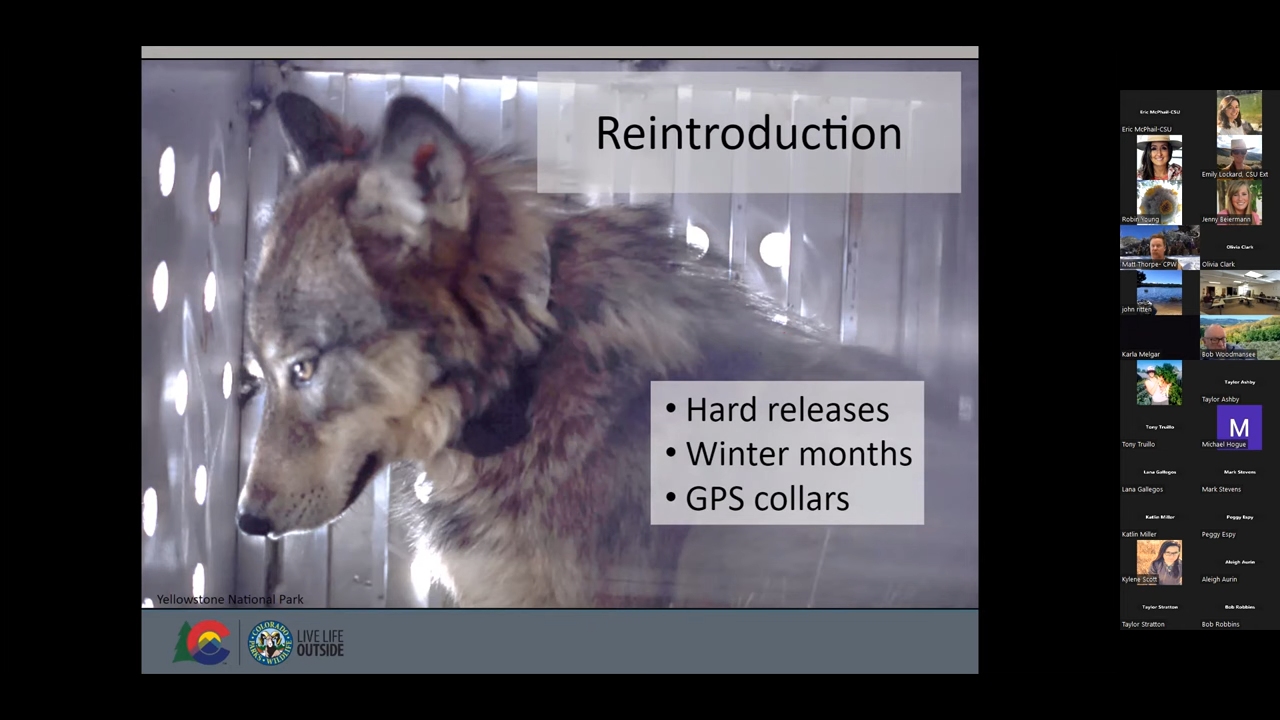 Reintroduction
• Hard releases
• Winter months
• GPS collars
Yellowstone National Park
COLORADO
PARKS
WILDLIFE
LIVE LIFE
OUTSIDE
Eric McPhail-CSU
Eric McPhail-CSU
Emily Lockard, CSU Ext
Robin Young
Jenny Beiermann
Matt Thorpe- CPW
Olivia Clark
Olivia Clark
john ritten
Karla Melgar
Bob Woodmansee
Taylor Ashby
Taylor Ashby
Tony Truillo
Tony Truillo
M
Michael Hogue
Lana Gallegos
Lana Gallegos
Mark Stevens
Mark Stevens
Katlin Miller
Katlin Miller
Peggy Espy
Peggy Espy
Kylene Scott
Aleigh Aurin
Aleigh Aurin
Taylor Stratton
Taylor Stratton
Bob Robbins
Bob Robbins